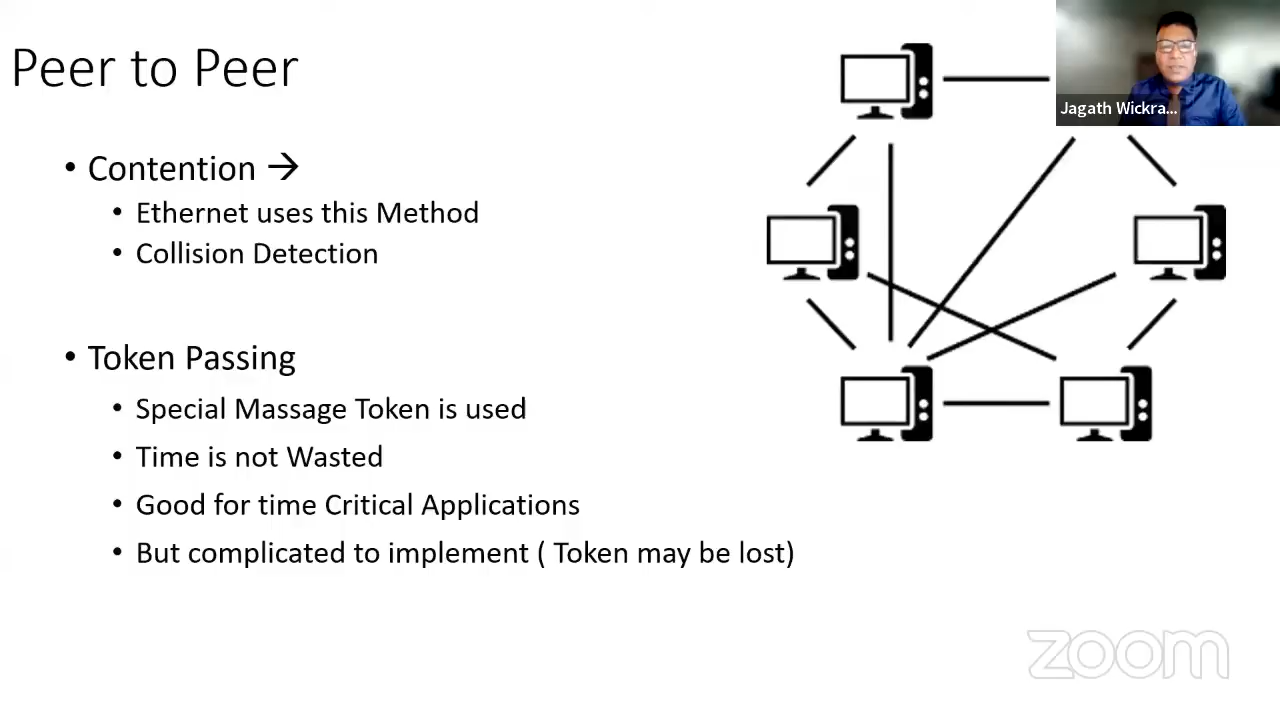 Peer to Peer
Jagath Wickra...
• Contention →
• Ethernet uses this Method
• Collision Detection
• Token Passing
• Special Massage Token is used
• Time is not Wasted
• Good for time Critical Applications
• But complicated to implement ( Token may be lost)
zoom